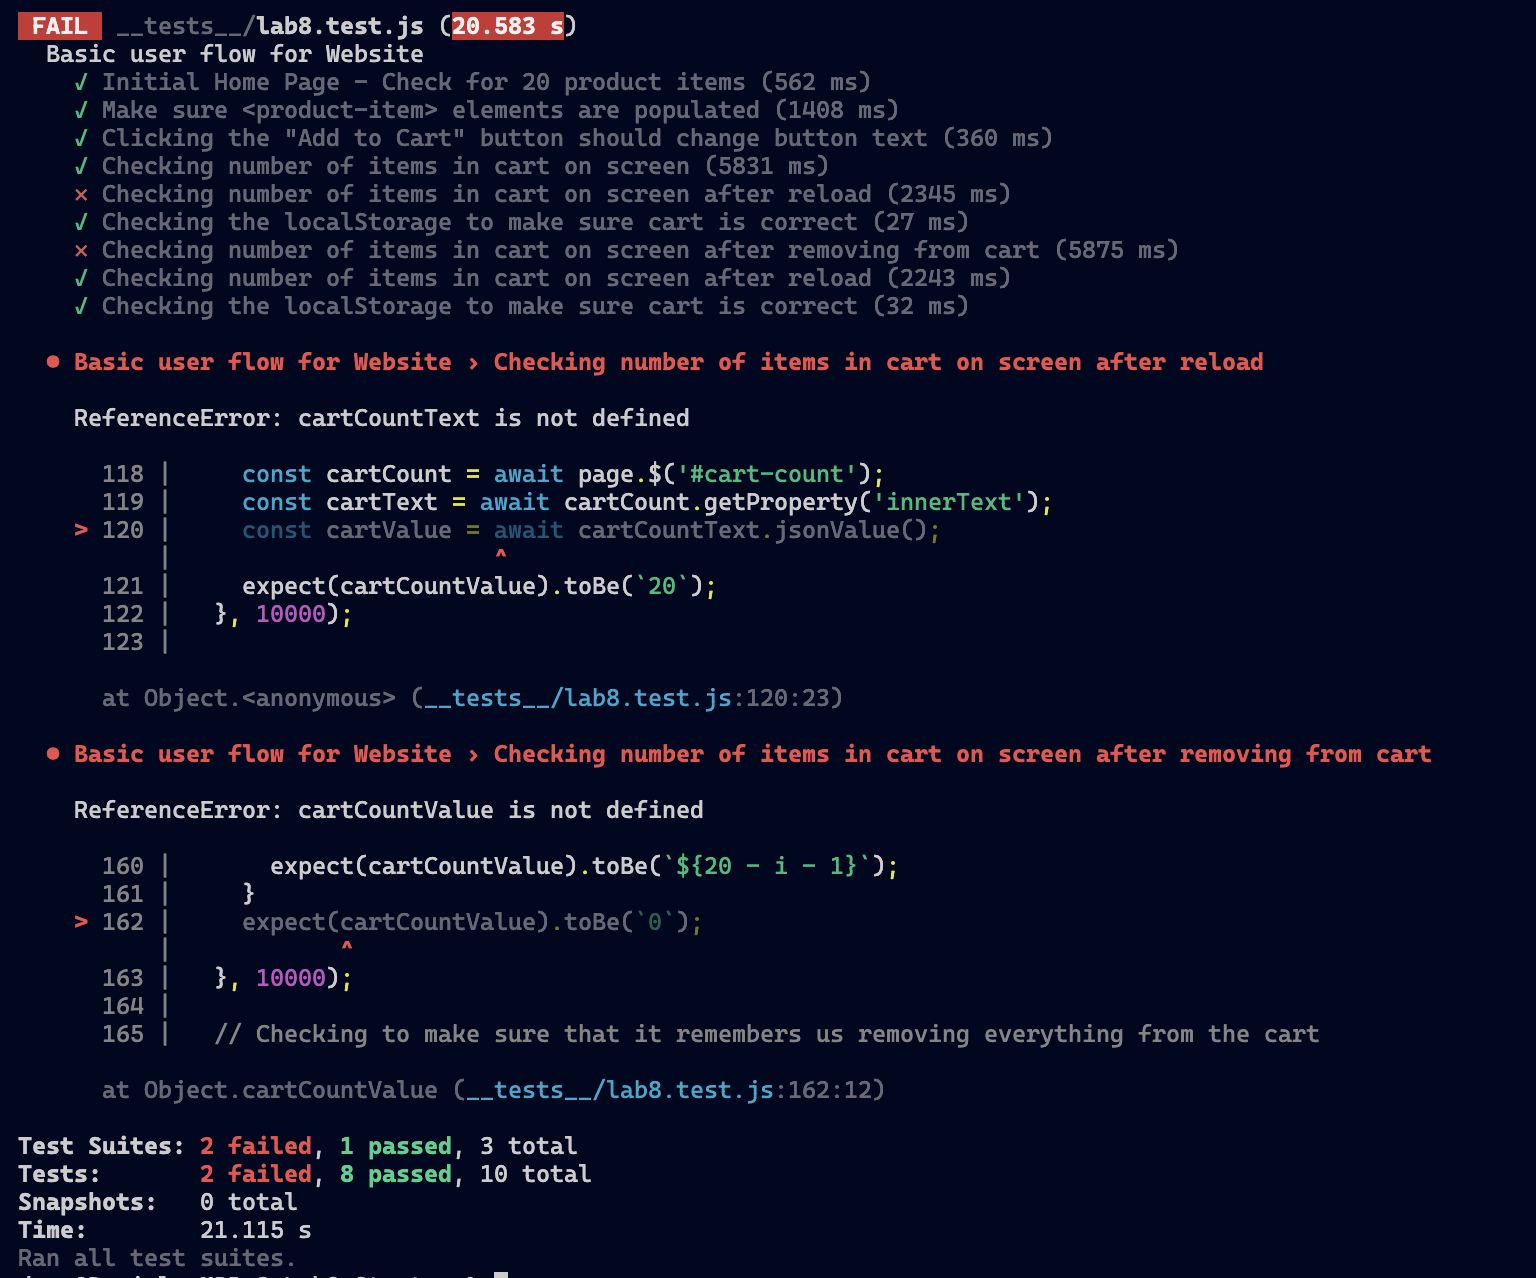 FAIL __tests__/lab8.test.js (20.583 s)
Basic user flow for Website
√ Initial Home Page - Check for 20 product items (562 ms)
√ Make sure <product-item> elements are populated (1408 ms)
√ Clicking the "Add to Cart" button should change button text (360 ms)
√ Checking number of items in cart on screen (5831 ms)
× Checking number of items in cart on screen after reload (2345 ms)
√ Checking the localStorage to make sure cart is correct (27 ms)
× Checking number of items in cart on screen after removing from cart (5875 ms)
√ Checking number of items in cart on screen after reload (2243 ms)
√ Checking the localStorage to make sure cart is correct (32 ms)
● Basic user flow for Website › Checking number of items in cart on screen after reload
ReferenceError: cartCountText is not defined
118 |     const cartCount = await page.$('#cart-count');
119 |     const cartText = await cartCount.getProperty('innerText');
> 120 |     const cartValue = await cartCountText.jsonValue();
|                       ^
121 |     expect(cartCountValue).toBe(`20`);
122 |   }, 10000);
123 |
at Object.<anonymous> (__tests__/lab8.test.js:120:23)
● Basic user flow for Website › Checking number of items in cart on screen after removing from cart
ReferenceError: cartCountValue is not defined
160 |       expect(cartCountValue).toBe(`${20 - i - 1}`);
161 |     }
> 162 |     expect(cartCountValue).toBe(`0`);
|            ^
163 |   }, 10000);
164 |
165 |   // Checking to make sure that it remembers us removing everything from the cart
at Object.cartCountValue (__tests__/lab8.test.js:162:12)
Test Suites: 2 failed, 1 passed, 3 total
Tests:       2 failed, 8 passed, 10 total
Snapshots:   0 total
Time:        21.115 s
Ran all test suites.